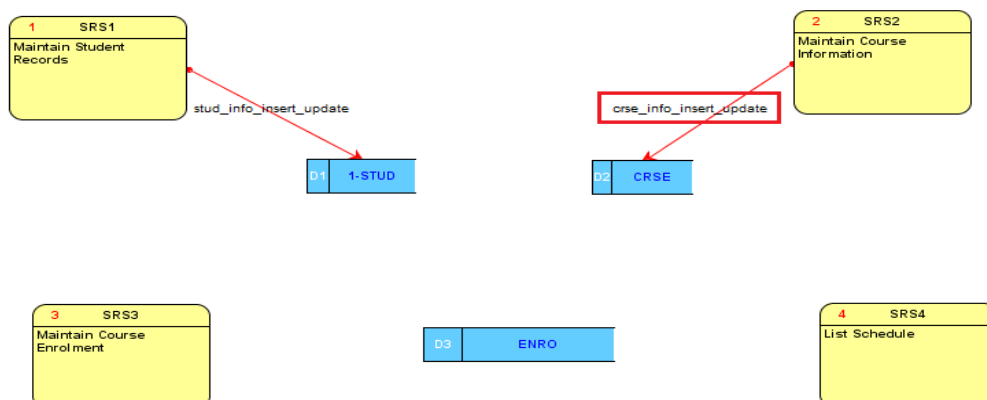 1 SRS1
Maintain Student
Records
2 SRS2
Maintain Course
Information
stud_info_insert_update
crse_info_insert_update
D1 1-STUD
D2 CRSE
3 SRS3
Maintain Course
Enrolment
D3 ENRO
4 SRS4
List Schedule